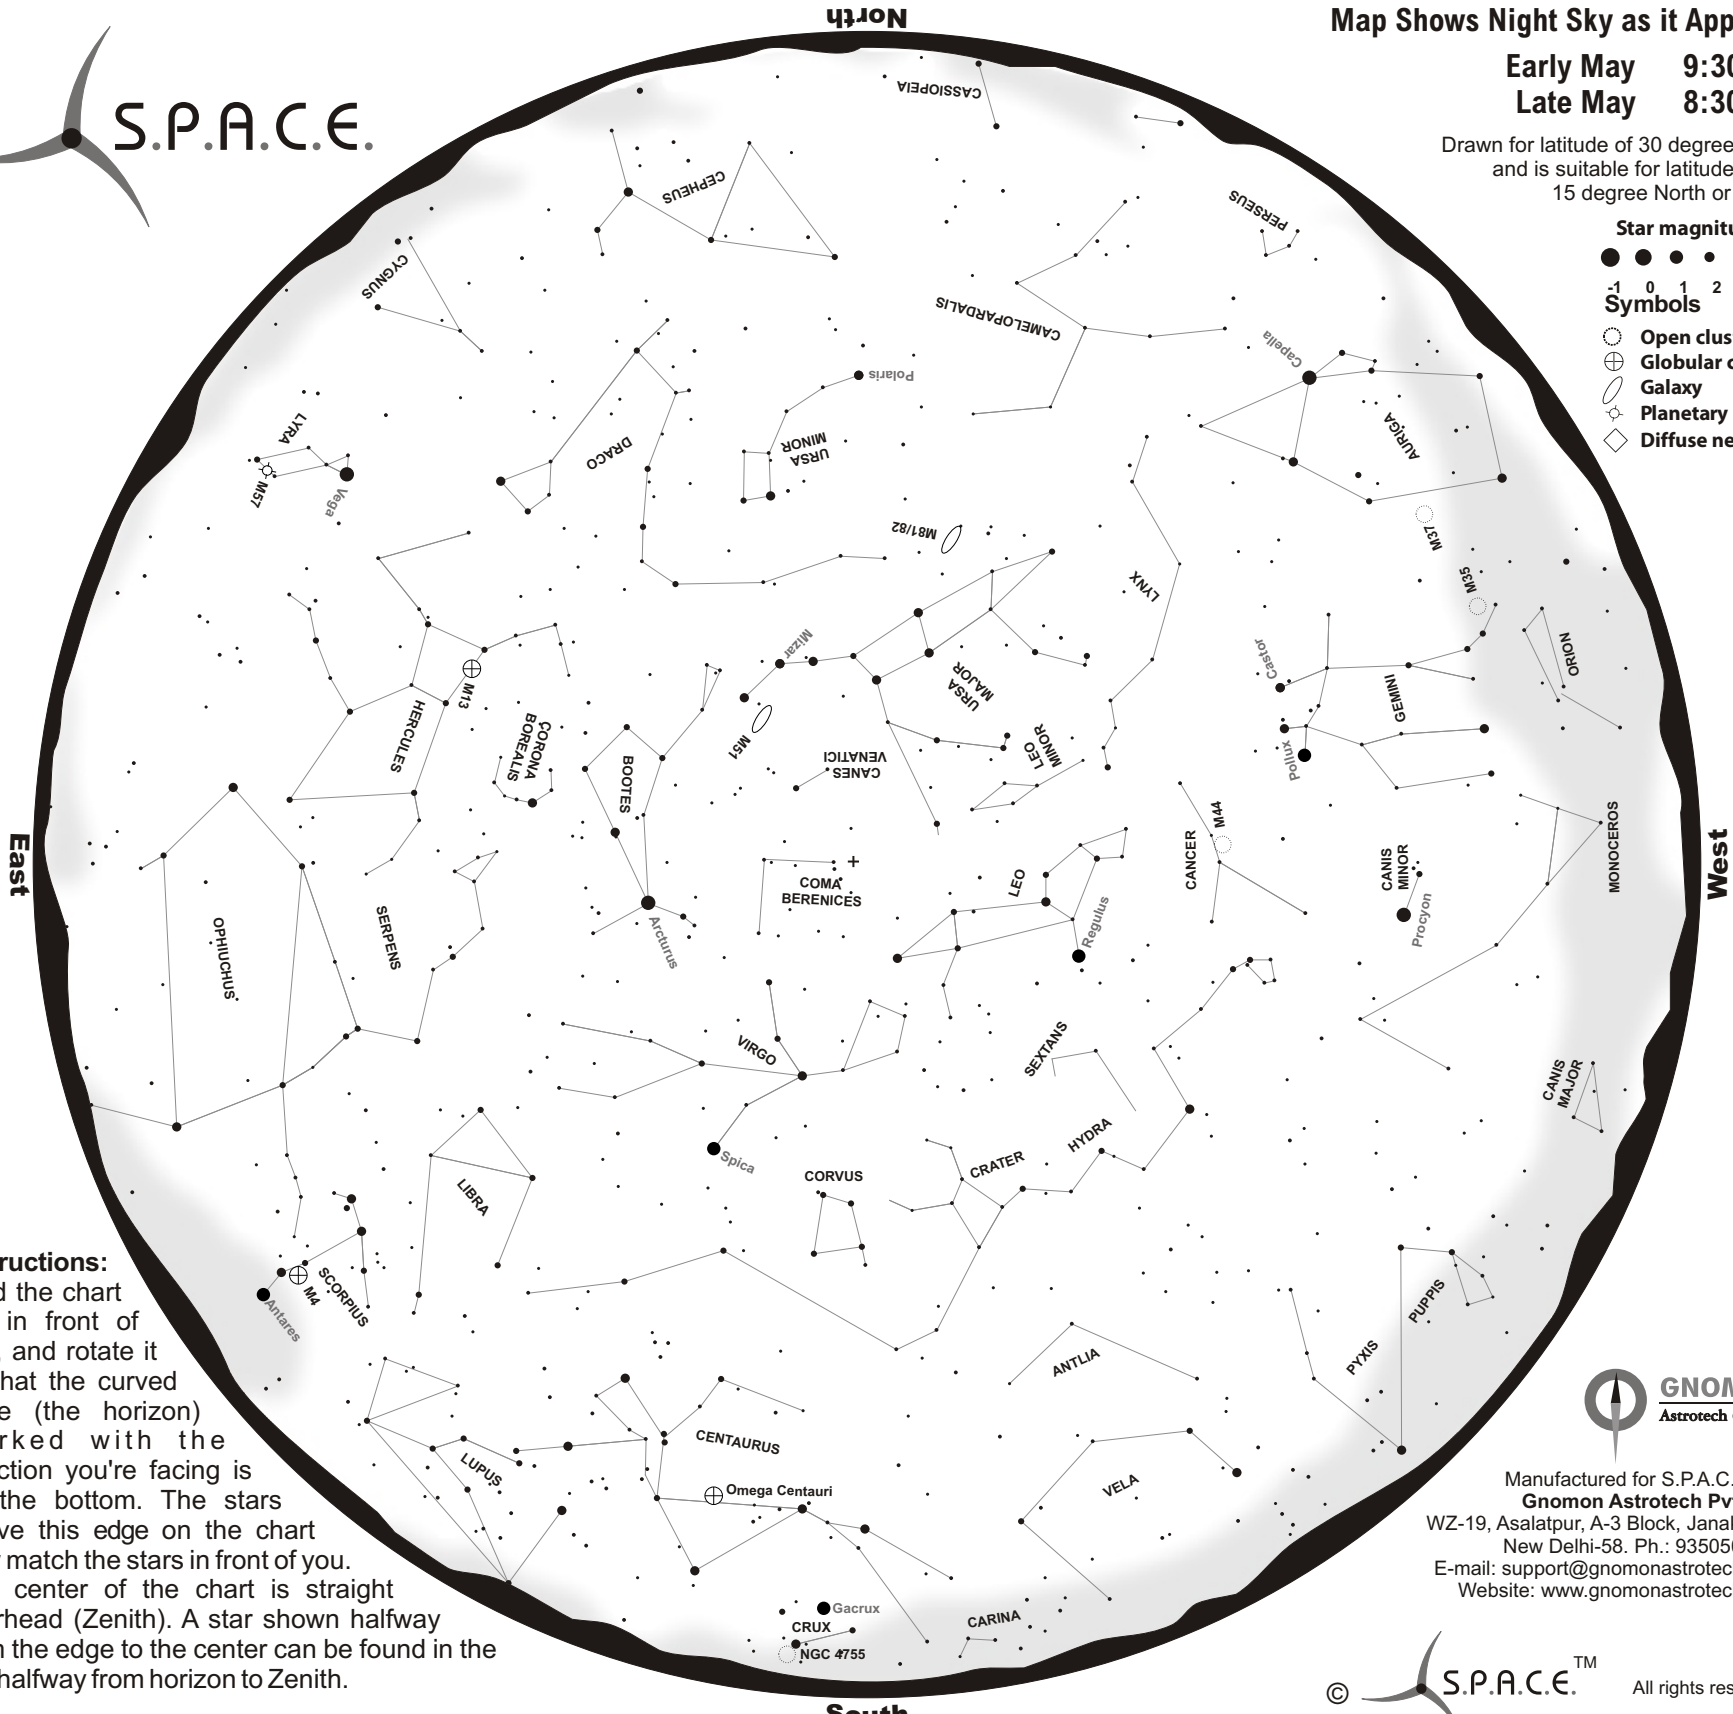 North
Map Shows Night Sky as it App
Early May 9:30
Late May 8:30
Drawn for latitude of 30 degree
and is suitable for latitude
15 degree North or
Star magnitu
-1 0 1 2
Symbols
Open clus
Globular c
Galaxy
Planetary
Diffuse ne
S.P.A.C.E.
CASSIOPEIA
CEPHEUS
PERSEUS
CYGNUS
CAMELOPARDALIS
Capella
Polaris
LYRA
M57
Vega
DRACO
URSA
MINOR
AURIGA
M37
M35
M81/82
LYNX
ORION
Mizar
URSA
MAJOR
Castor
GEMINI
Pollux
M13
HERCULES
CORONA
BOREALIS
BOOTES
M51
CANES
VENATICI
LEO
MINOR
M44
CANCER
CANIS
MINOR
Procyon
MONOCEROS
East
West
COMA
BERENICES
LEO
Regulus
Arcturus
OPHIUCHUS
SERPENS
VIRGO
SEXTANS
CANIS
MAJOR
HYDRA
Spica
CORVUS
CRATER
LIBRA
SCORPIUS
M4
Antares
PUPPIS
PYXIS
ANTLIA
CENTAURUS
LUPUS
Omega Centauri
VELA
Gacrux
CRUX
NGC 4755
CARINA
South
ructions:
d the chart
in front of
, and rotate it
hat the curved
e (the horizon)
rked with the
ction you're facing is
the bottom. The stars
ve this edge on the chart
match the stars in front of you.
center of the chart is straight
rhead (Zenith). A star shown halfway
m the edge to the center can be found in the
halfway from horizon to Zenith.
GNOM
Astrotech
Manufactured for S.P.A.C.
Gnomon Astrotech Pv
WZ-19, Asalatpur, A-3 Block, Janak
New Delhi-58. Ph.: 935050
E-mail: support@gnomonastrotec
Website: www.gnomonastrotec
© S.P.A.C.E.™ All rights res